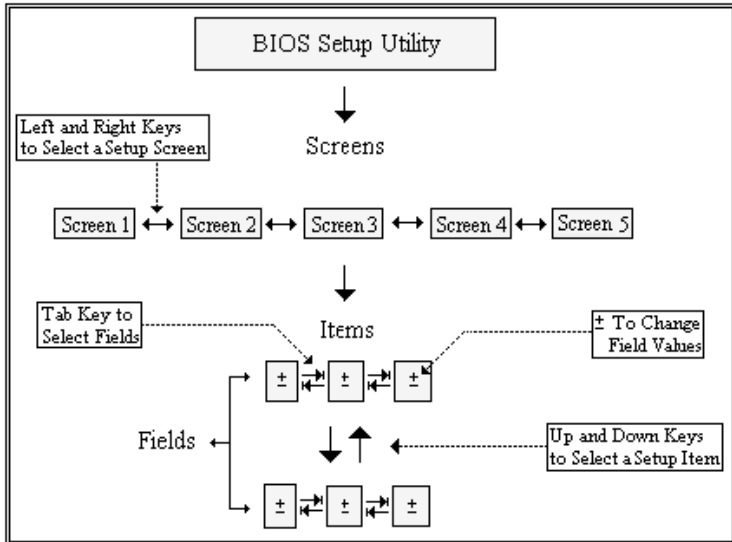 BIOS Setup Utility
Left and Right Keys
to Select a Setup Screen
Screens
Screen 1
Screen 2
Screen 3
Screen 4
Screen 5
Tab Key to
Select Fields
Items
± To Change
Field Values
± ± ±
Fields
Up and Down Keys
to Select a Setup Item
± ± ±